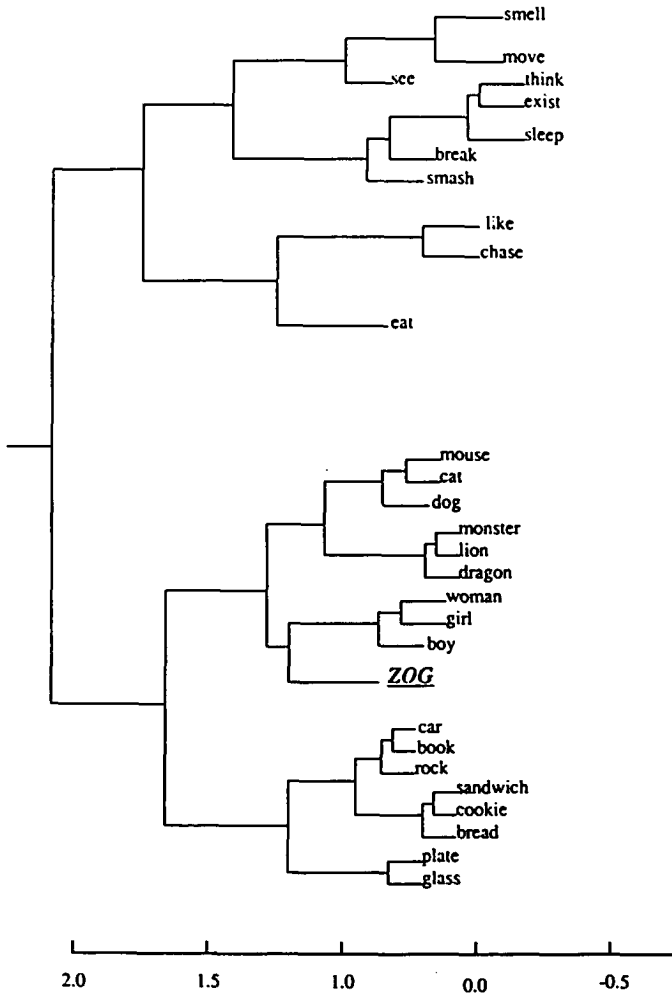 smell
move
see
think
exist
sleep
break
smash
like
chase
eat
mouse
cat
dog
monster
lion
dragon
woman
girl
boy
ZOG
car
book
rock
sandwich
cookie
bread
plate
glass
2.0 1.5 1.0 0.0 -0.5